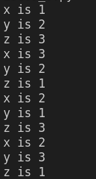 x is 1
y is 2
z is 3
x is 3
y is 2
z is 1
x is 2
y is 1
z is 3
x is 2
y is 3
z is 1